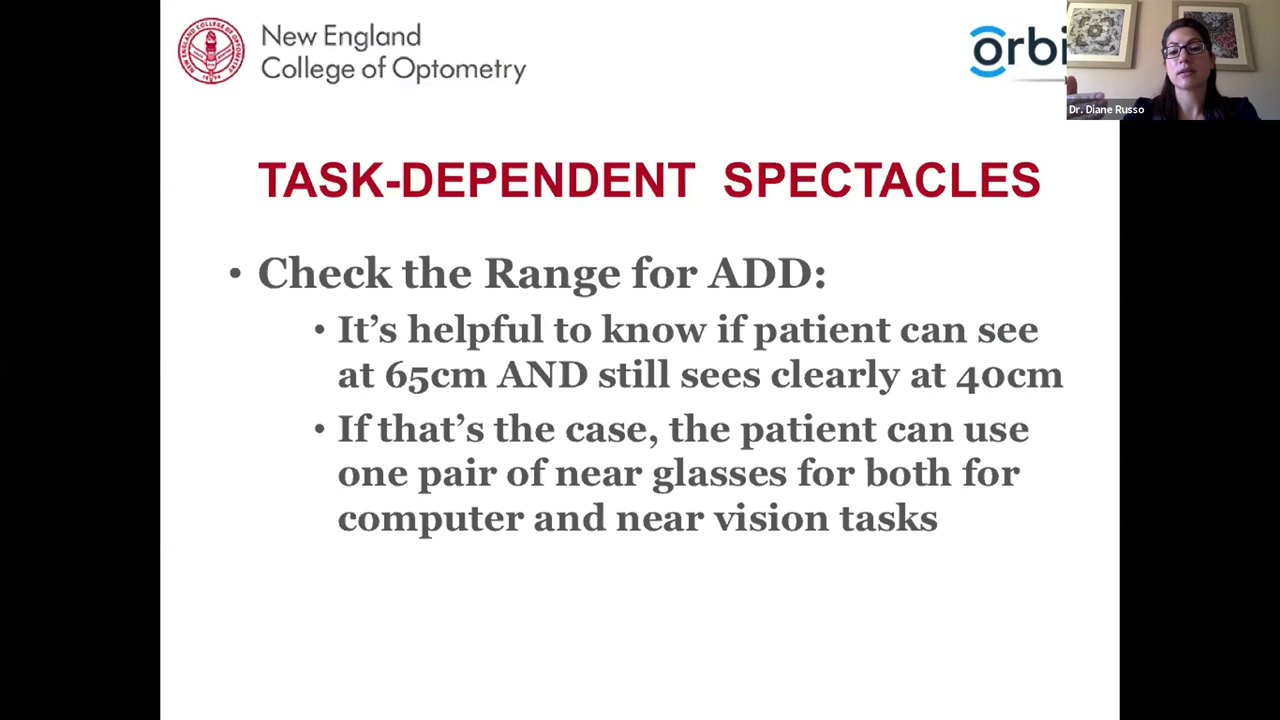 New England
College of Optometry
orbi
Dr. Diane Russo
TASK-DEPENDENT SPECTACLES
• Check the Range for ADD:
• It’s helpful to know if patient can see
at 65cm AND still sees clearly at 40cm
• If that’s the case, the patient can use
one pair of near glasses for both for
computer and near vision tasks